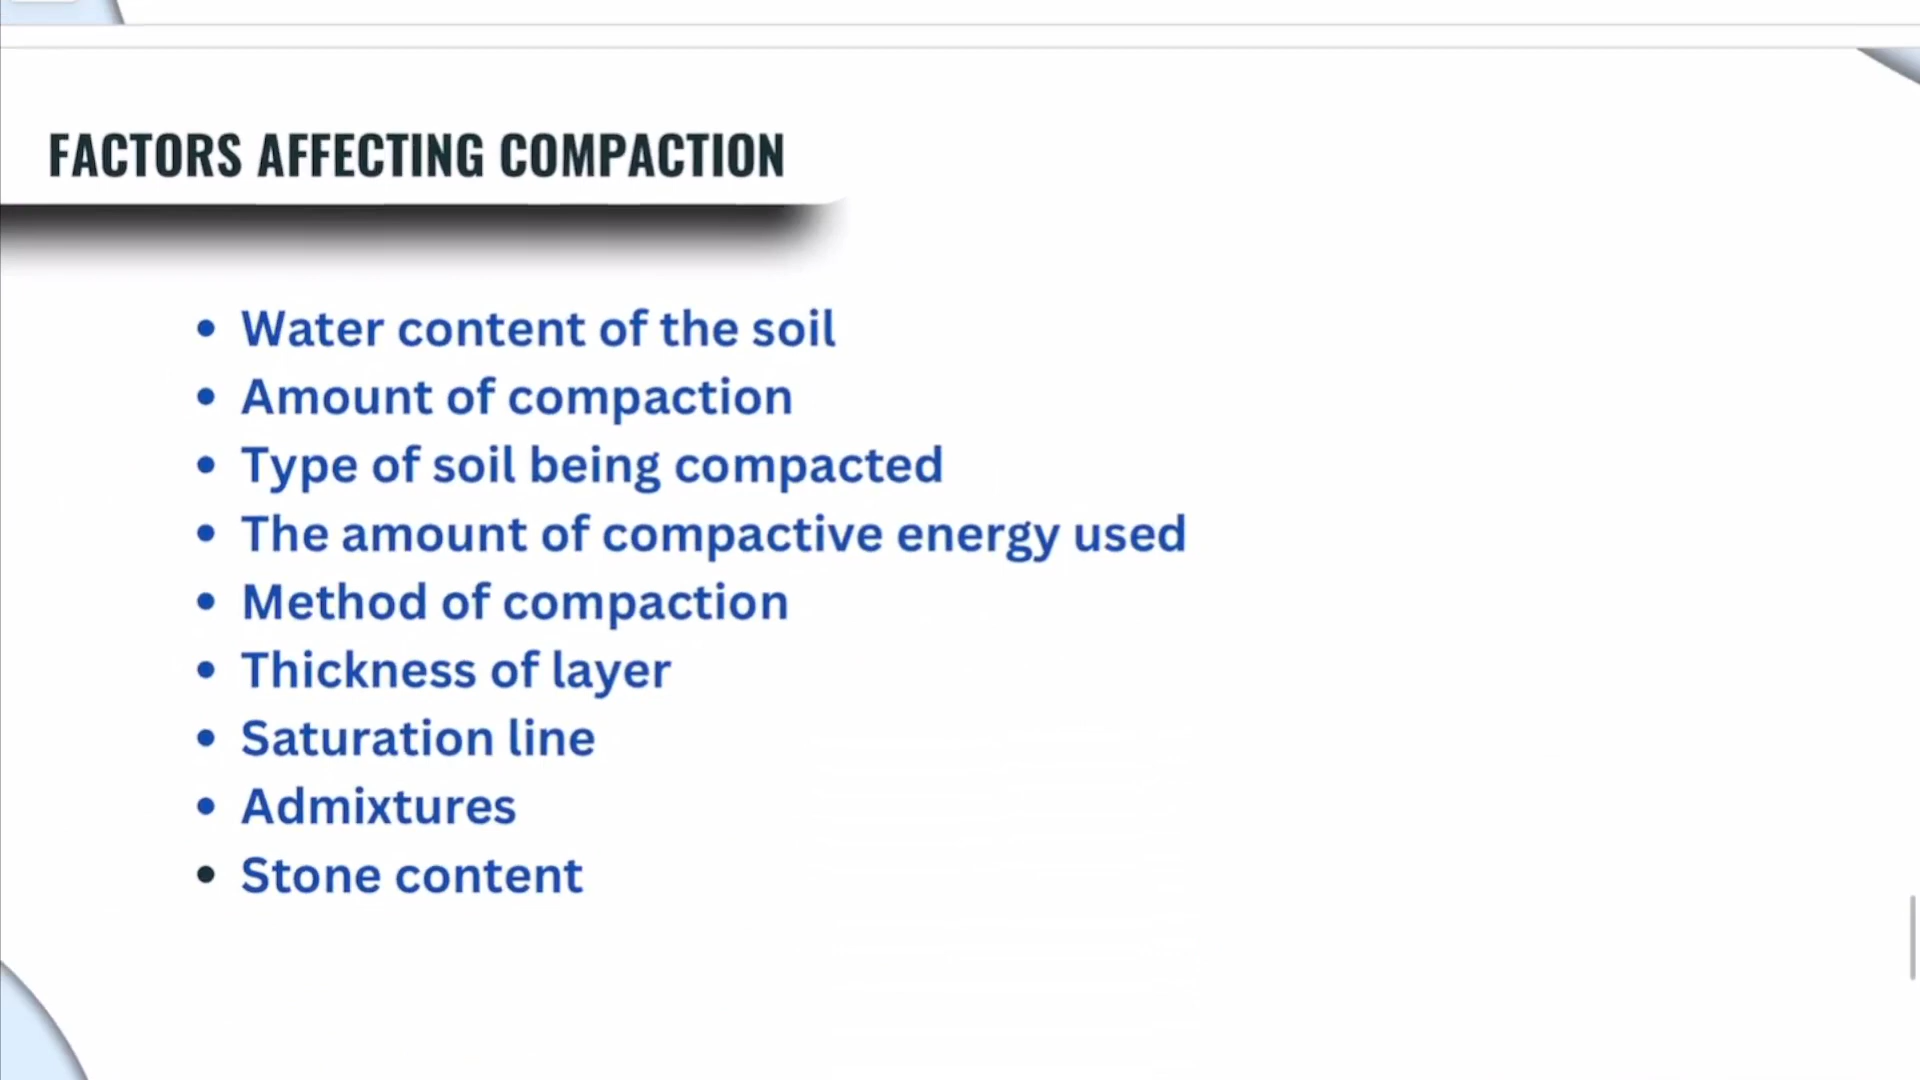 FACTORS AFFECTING COMPACTION
• Water content of the soil
• Amount of compaction
• Type of soil being compacted
• The amount of compactive energy used
• Method of compaction
• Thickness of layer
• Saturation line
• Admixtures
• Stone content